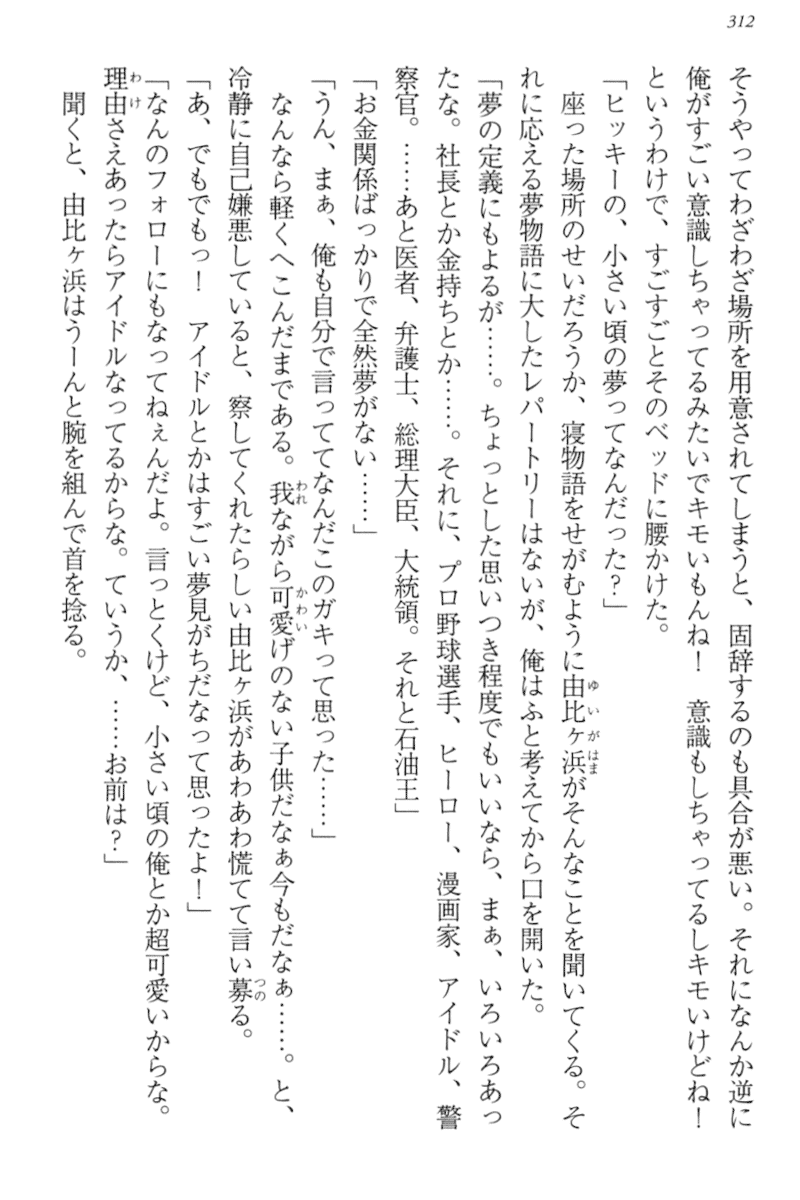 312
そうやってわざわざ場所を用意されてしまうと、固辞するのも具合が悪い。それになんか逆に
俺がすごい意識しちゃってるみたいでキモいもんね！　意識もしちゃってるしキモいけどね！
というわけで、すごすごとそのベッドに腰かけた。
「ヒッキーの、小さい頃の夢ってなんだった？」
　座った場所のせいだろうか、寝物語をせがむように由比ヶ浜がそんなことを聞いてくる。そ
れに応える夢物語に大したレパートリーはないが、俺はふと考えてから口を開いた。
「夢の定義にもよるが……。ちょっとした思いつき程度でもいいなら、まぁ、いろいろあっ
たな。社長とか金持ちとか……。それに、プロ野球選手、ヒーロー、漫画家、アイドル、警
察官。……あと医者、弁護士、総理大臣、大統領。それと石油王」
「お金関係ばっかりで全然夢がない……」
「うん、まぁ、俺も自分で言っててなんだこのガキって思った……」
　なんなら軽くへこんだまである。我ながら可愛げのない子供だなぁ今もだなぁ……。と、
冷静に自己嫌悪していると、察してくれたらしい由比ヶ浜があわあわ慌てて言い募る。
「あ、でもでもっ！　アイドルとかはすごい夢見がちだなって思ったよ！」
「なんのフォローにもなってねぇんだよ。言っとくけど、小さい頃の俺とか超可愛いからな。
理由さえあったらアイドルなってるからな。ていうか、……お前は？」
　聞くと、由比ヶ浜はうーんと腕を組んで首を捻る。